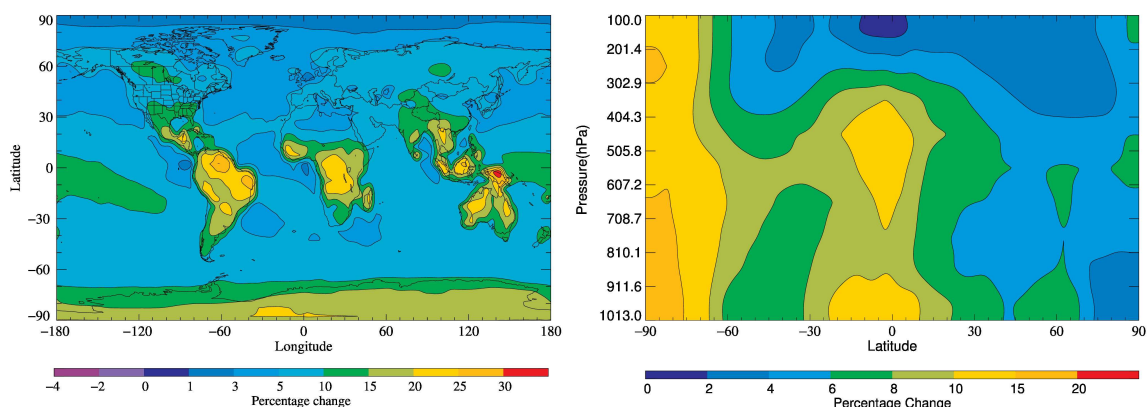 90
60
30
0
−30
−60
−90
Latitude
−180 −120 −60 0 60 120 180
Longitude
−4 −2 0 1 3 5 10 15 20 25 30
Percentage change
100.0
201.4
302.9
404.3
505.8
607.2
708.7
810.1
911.6
1013.0
Pressure(hPa)
−90 −60 −30 0 30 60 90
Latitude
0 2 4 6 8 10 15 20
Percentage Change